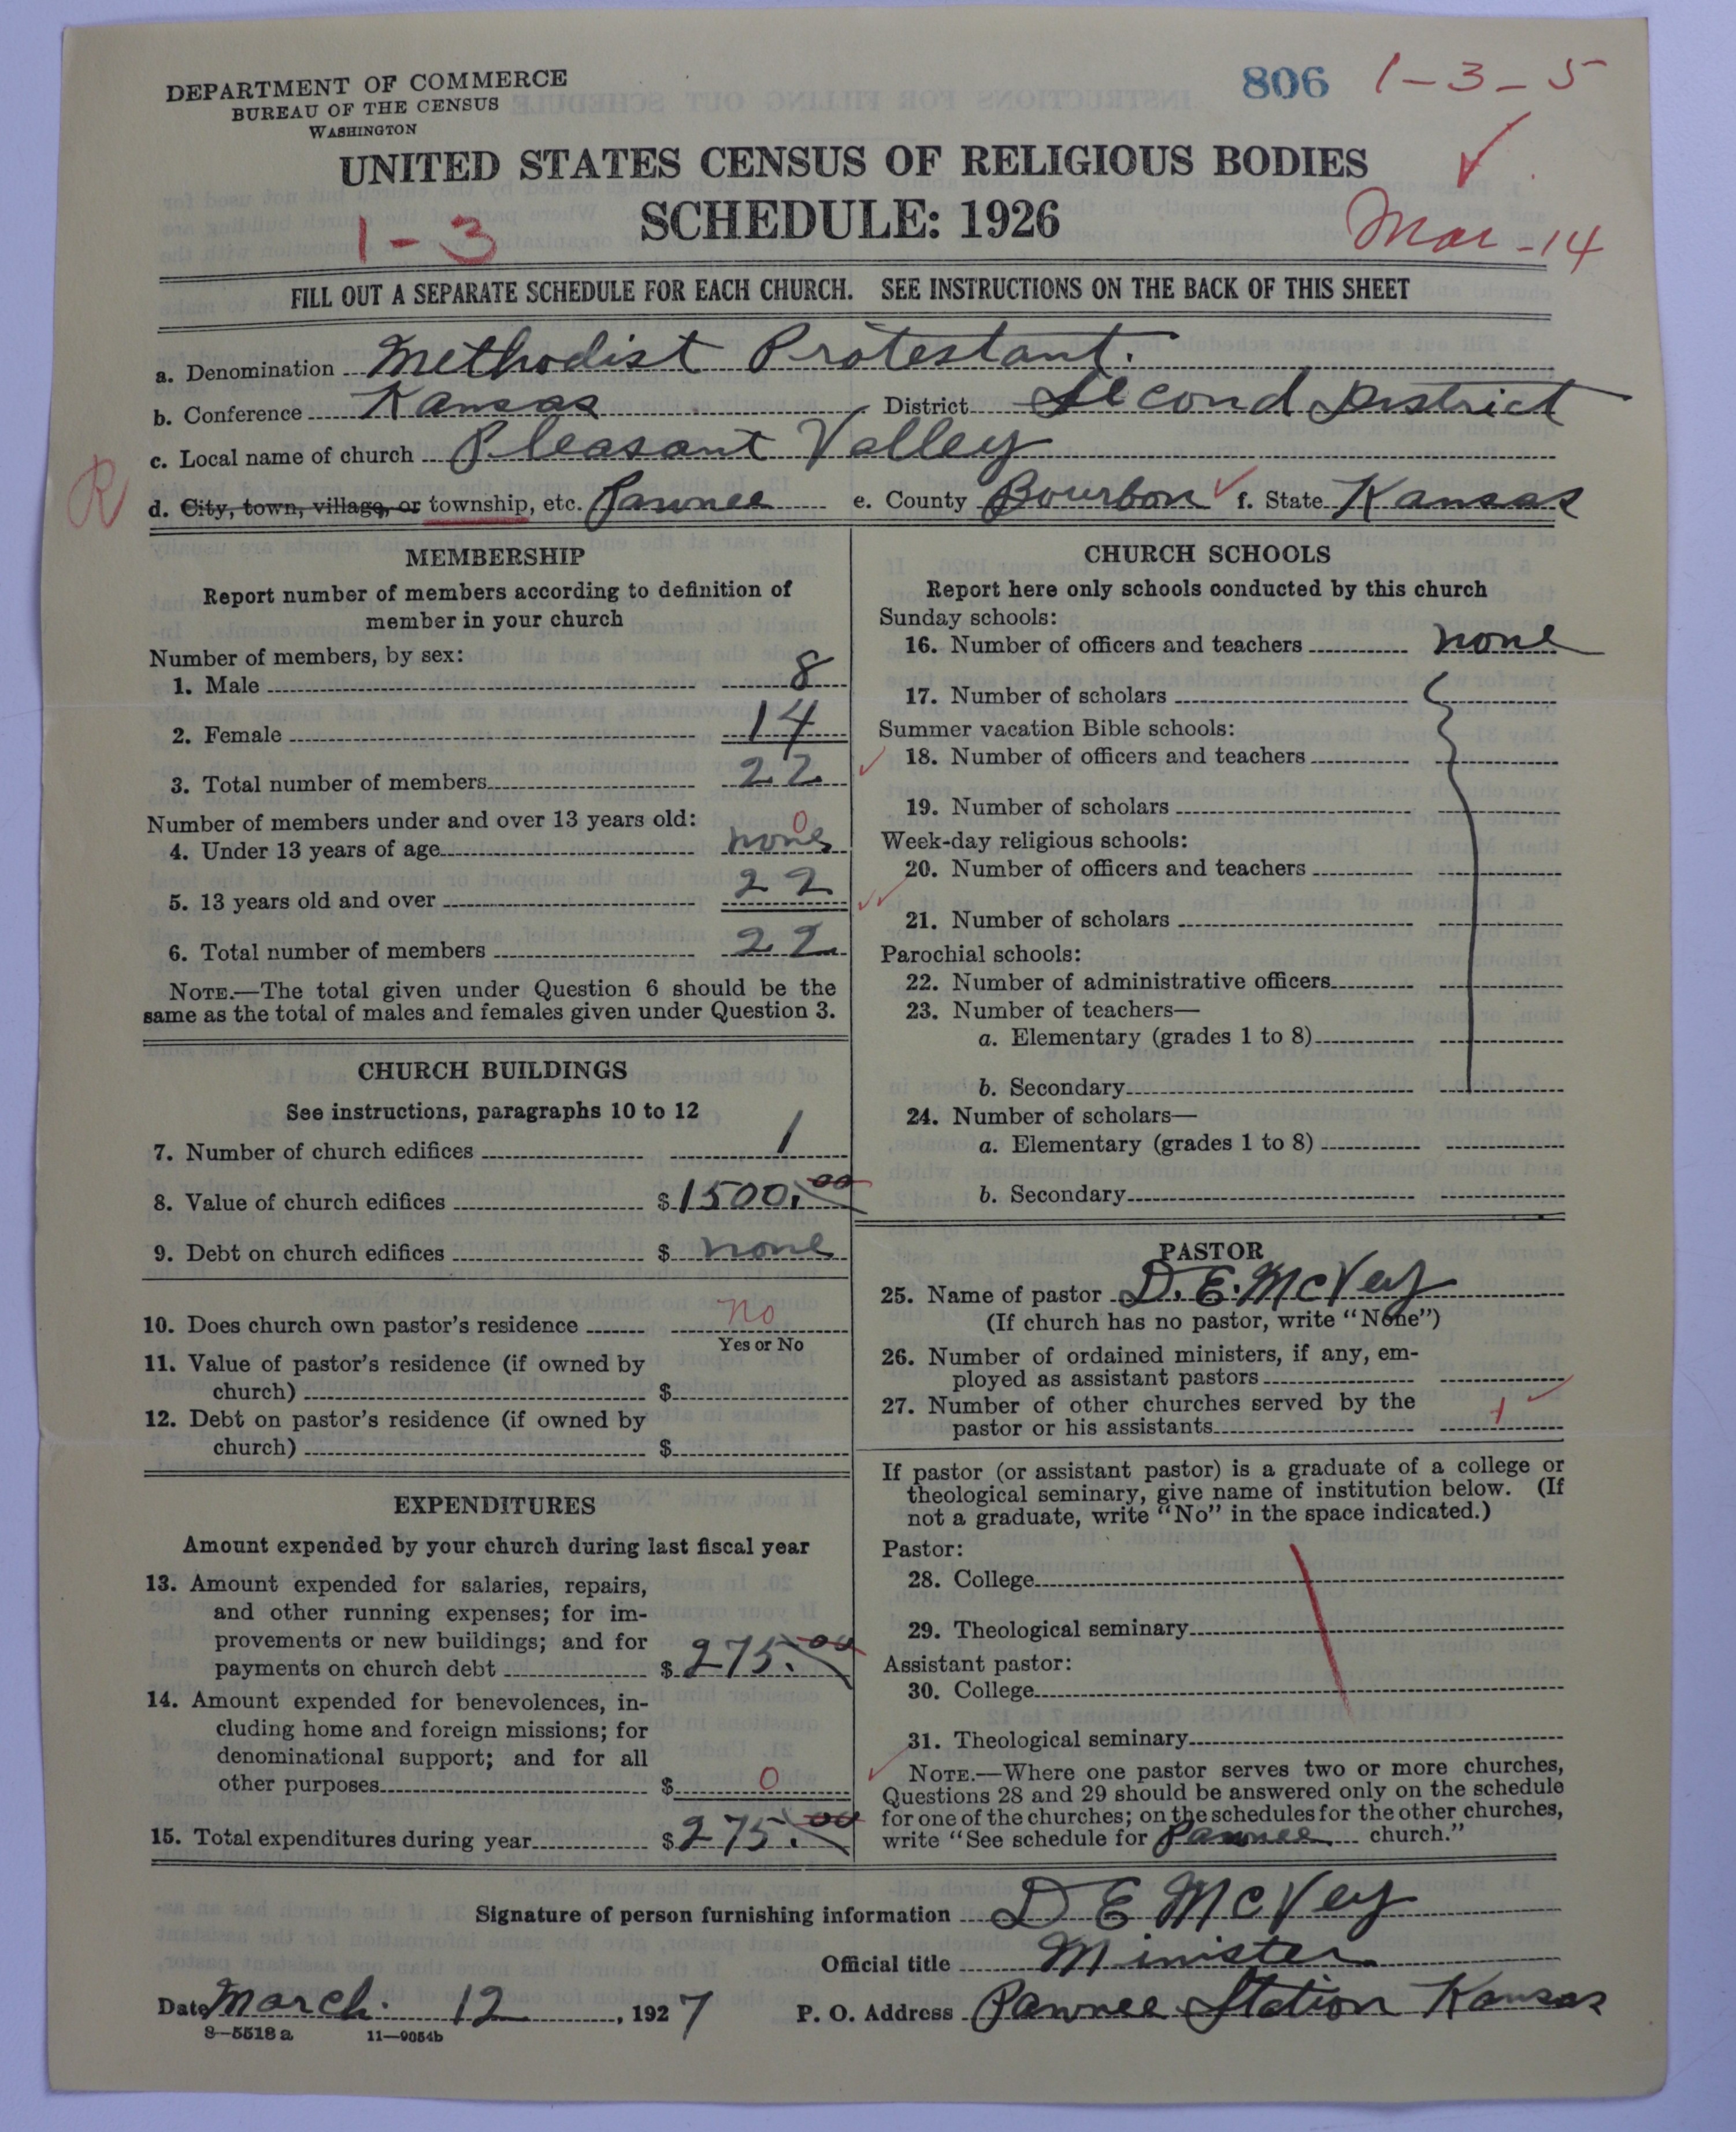 DEPARTMENT OF COMMERCE
BUREAU OF THE CENSUS
WASHINGTON
806 1-3-5
UNITED STATES CENSUS OF RELIGIOUS BODIES
SCHEDULE: 1926
1-3
Mar-14
FILL OUT A SEPARATE SCHEDULE FOR EACH CHURCH. SEE INSTRUCTIONS ON THE BACK OF THIS SHEET
a. Denomination Methodist Protestant.
b. Conference Kansas District Second District
c. Local name of church Pleasant Valley
R
d. City, town, village, or township, etc. Pawnee e. County Bourbon f. State Kansas
MEMBERSHIP
Report number of members according to definition of
member in your church
Number of members, by sex:
1. Male 8
2. Female 14
3. Total number of members 22
Number of members under and over 13 years old:
4. Under 13 years of age none 0
5. 13 years old and over 22
6. Total number of members 22
NOTE.—The total given under Question 6 should be the
same as the total of males and females given under Question 3.
CHURCH BUILDINGS
See instructions, paragraphs 10 to 12
7. Number of church edifices 1
8. Value of church edifices $ 1500.00
9. Debt on church edifices $ none
10. Does church own pastor's residence no
Yes or No
11. Value of pastor's residence (if owned by
church) $
12. Debt on pastor's residence (if owned by
church) $
EXPENDITURES
Amount expended by your church during last fiscal year
13. Amount expended for salaries, repairs,
and other running expenses; for im-
provements or new buildings; and for
payments on church debt $ 275.00
14. Amount expended for benevolences, in-
cluding home and foreign missions; for
denominational support; and for all
other purposes $ 0
15. Total expenditures during year $ 275.00
CHURCH SCHOOLS
Report here only schools conducted by this church
Sunday schools:
16. Number of officers and teachers none
17. Number of scholars
Summer vacation Bible schools:
18. Number of officers and teachers
19. Number of scholars
Week-day religious schools:
20. Number of officers and teachers
21. Number of scholars
Parochial schools:
22. Number of administrative officers
23. Number of teachers—
a. Elementary (grades 1 to 8)
b. Secondary
24. Number of scholars—
a. Elementary (grades 1 to 8)
b. Secondary
PASTOR
25. Name of pastor D. E. McVey
(If church has no pastor, write "None")
26. Number of ordained ministers, if any, em-
ployed as assistant pastors
27. Number of other churches served by the
pastor or his assistants 1
If pastor (or assistant pastor) is a graduate of a college or
theological seminary, give name of institution below. (If
not a graduate, write "No" in the space indicated.)
Pastor:
28. College
29. Theological seminary
Assistant pastor:
30. College
31. Theological seminary
NOTE.—Where one pastor serves two or more churches,
Questions 28 and 29 should be answered only on the schedule
for one of the churches; on the schedules for the other churches,
write "See schedule for Pawnee church."
Signature of person furnishing information D E McVey
Official title Minister
Date March 12, 1927 P. O. Address Pawnee Station Kansas
8—5518 a 11—9054b